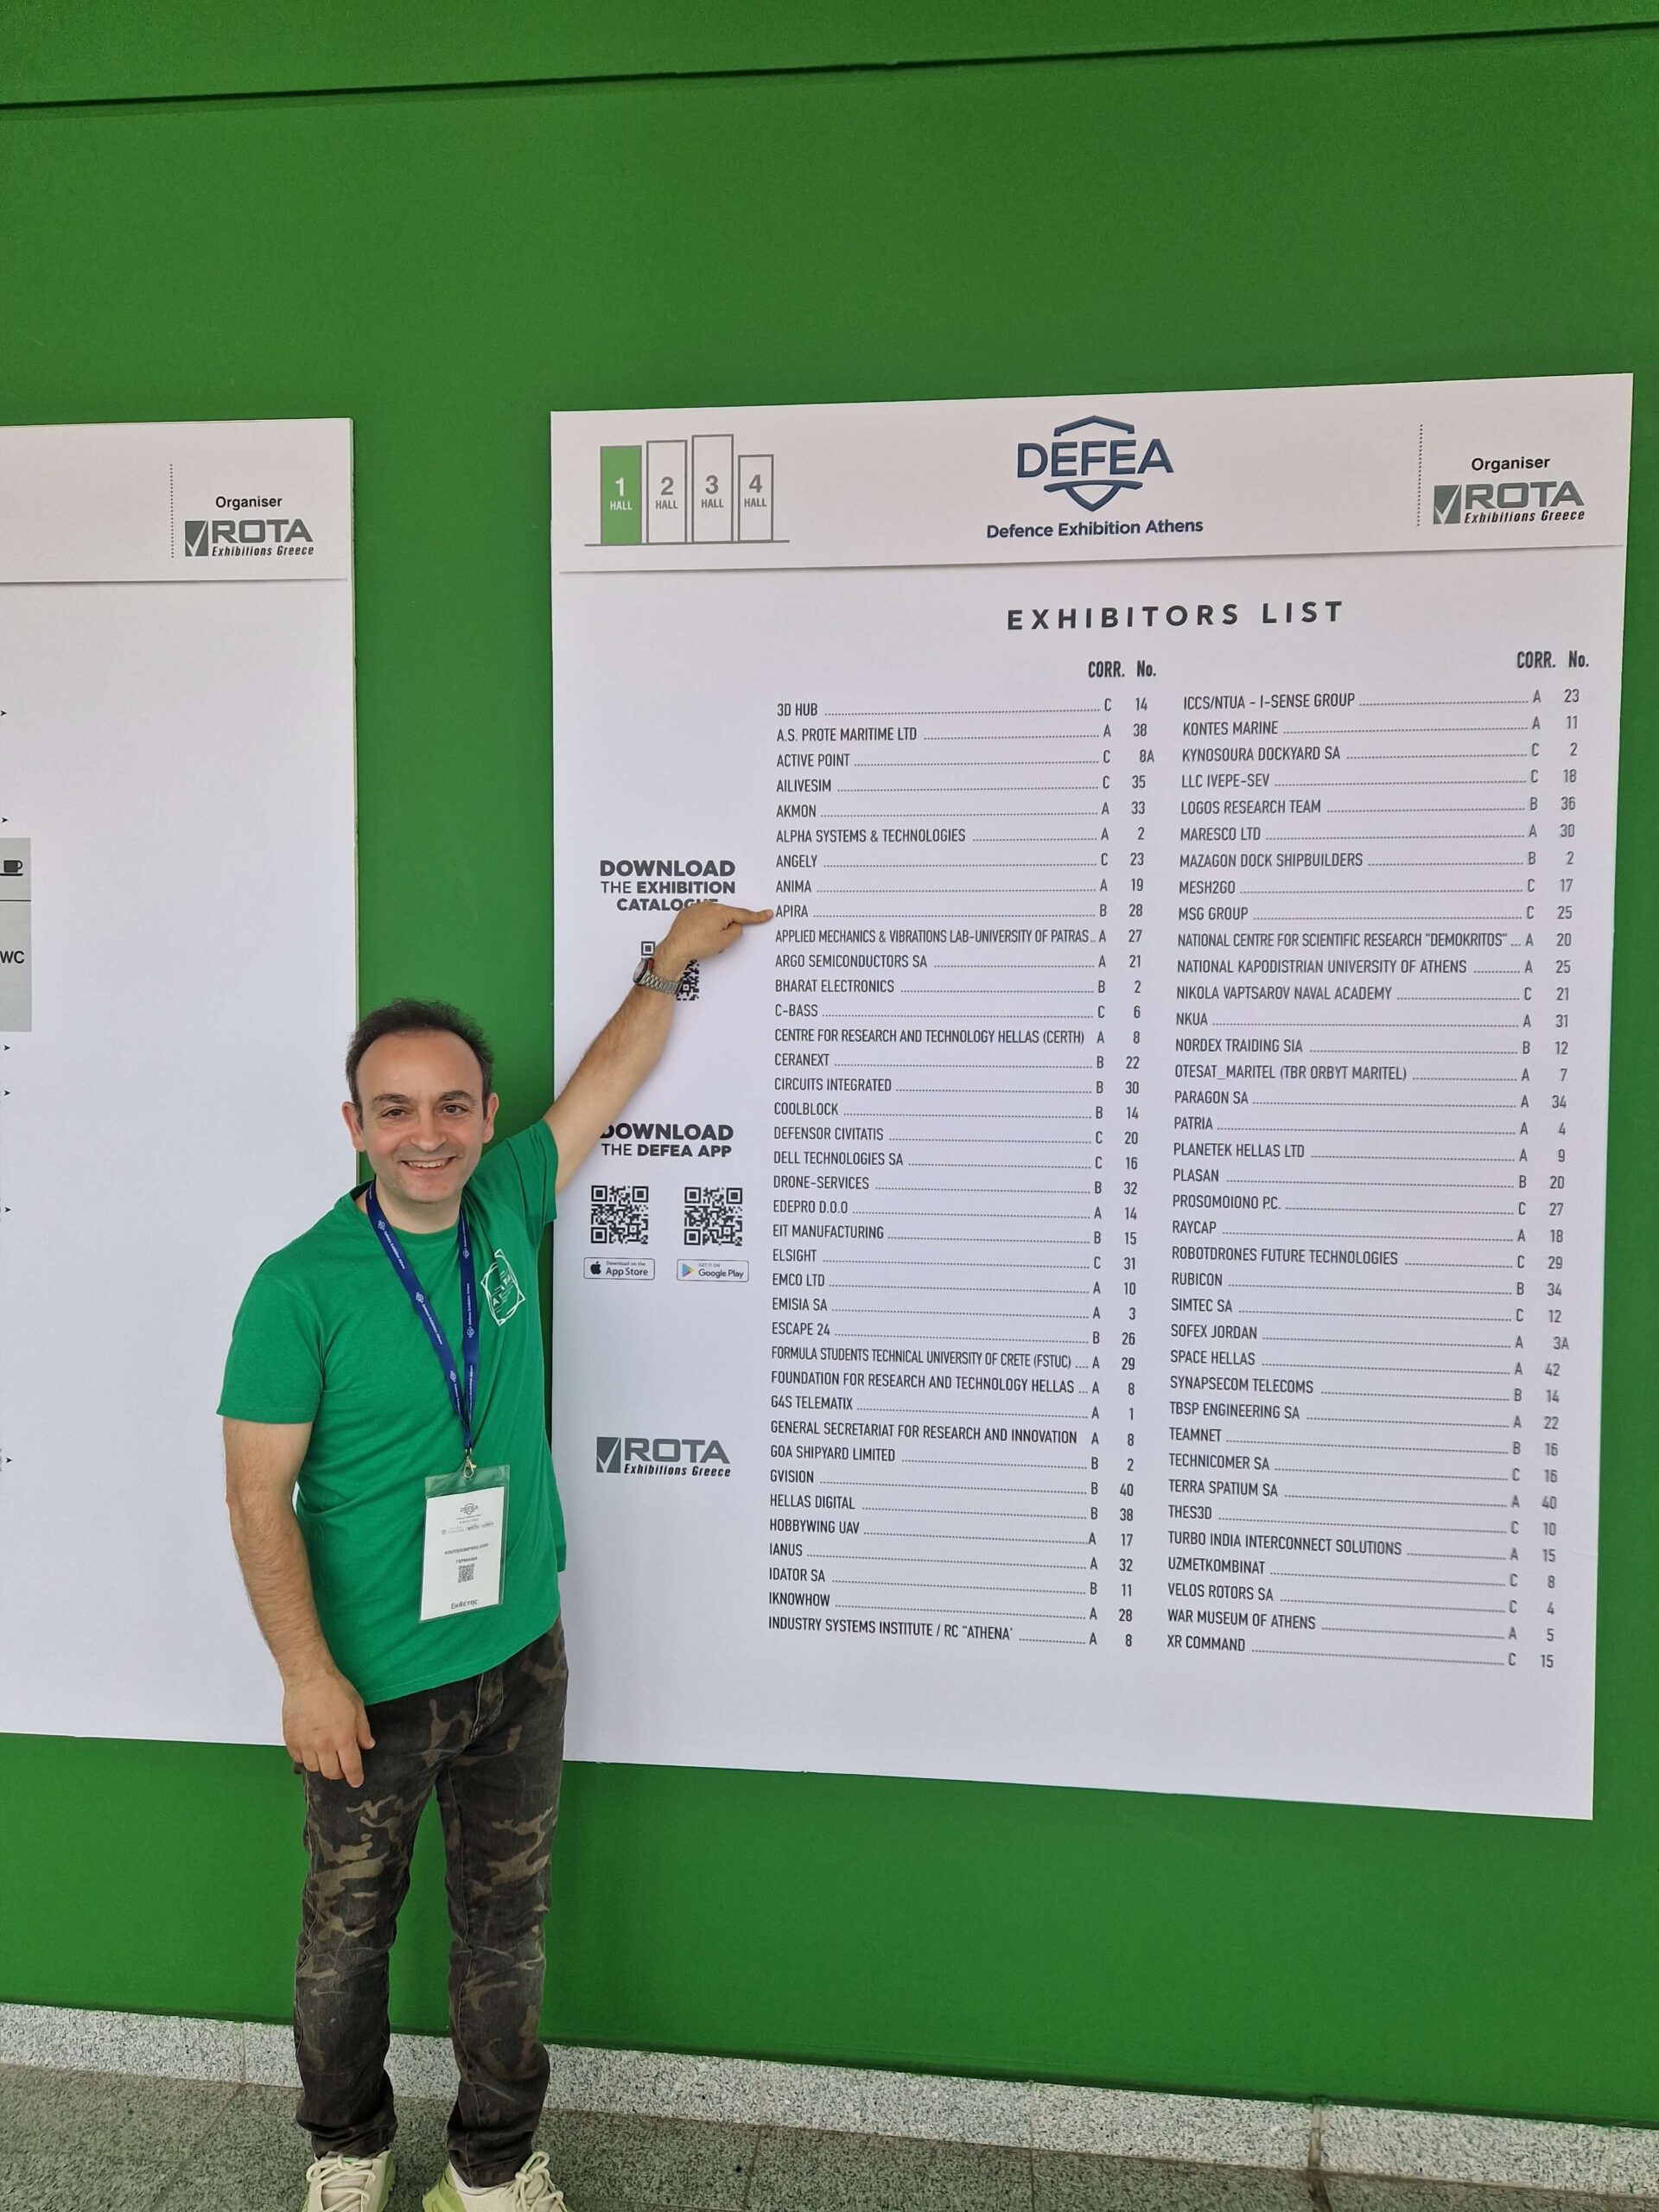 Organiser
ROTA
Exhibitions Greece
WC
1
HALL
2
HALL
3
HALL
4
HALL
DEFEA
Defence Exhibition Athens
Organiser
ROTA
Exhibitions Greece
EXHIBITORS LIST
DOWNLOAD
THE EXHIBITION
CATALOGUE
DOWNLOAD
THE DEFEA APP
Download on the
App Store
GET IT ON
Google Play
ROTA
Exhibitions Greece
CORR. No.
3D HUB C 14
A.S. PROTE MARITIME LTD A 38
ACTIVE POINT C 8A
AILIVESIM C 35
AKMON A 33
ALPHA SYSTEMS & TECHNOLOGIES A 2
ANGELY C 23
ANIMA A 19
APIRA B 28
APPLIED MECHANICS & VIBRATIONS LAB-UNIVERSITY OF PATRAS A 27
ARGO SEMICONDUCTORS SA A 21
BHARAT ELECTRONICS B 2
C-BASS C 6
CENTRE FOR RESEARCH AND TECHNOLOGY HELLAS (CERTH) A 8
CERANEXT B 22
CIRCUITS INTEGRATED B 30
COOLBLOCK B 14
DEFENSOR CIVITATIS C 20
DELL TECHNOLOGIES SA C 16
DRONE-SERVICES B 32
EDEPRO D.O.O A 14
EIT MANUFACTURING B 15
ELSIGHT C 31
EMCO LTD A 10
EMISIA SA A 3
ESCAPE 24 B 26
FORMULA STUDENTS TECHNICAL UNIVERSITY OF CRETE (FSTUC) A 29
FOUNDATION FOR RESEARCH AND TECHNOLOGY HELLAS A 8
G4S TELEMATIX A 1
GENERAL SECRETARIAT FOR RESEARCH AND INNOVATION A 8
GOA SHIPYARD LIMITED B 2
GVISION B 40
HELLAS DIGITAL B 38
HOBBYWING UAV A 17
IANUS A 32
IDATOR SA B 11
IKNOWHOW A 28
INDUSTRY SYSTEMS INSTITUTE / RC "ATHENA' A 8
CORR. No.
ICCS/NTUA - I-SENSE GROUP A 23
KONTES MARINE A 11
KYNOSOURA DOCKYARD SA C 2
LLC IVEPE-SEV C 18
LOGOS RESEARCH TEAM B 36
MARESCO LTD A 30
MAZAGON DOCK SHIPBUILDERS B 2
MESH2GO C 17
MSG GROUP C 25
NATIONAL CENTRE FOR SCIENTIFIC RESEARCH "DEMOKRITOS" A 20
NATIONAL KAPODISTRIAN UNIVERSITY OF ATHENS A 25
NIKOLA VAPTSAROV NAVAL ACADEMY C 21
NKUA A 31
NORDEX TRAIDING SIA B 12
OTESAT_MARITEL (TBR ORBYT MARITEL) A 7
PARAGON SA A 34
PATRIA A 4
PLANETEK HELLAS LTD A 9
PLASAN B 20
PROSOMOIONO P.C. C 27
RAYCAP A 18
ROBOTDRONES FUTURE TECHNOLOGIES C 29
RUBICON B 34
SIMTEC SA C 12
SOFEX JORDAN A 3A
SPACE HELLAS A 42
SYNAPSECOM TELECOMS B 14
TBSP ENGINEERING SA A 22
TEAMNET B 16
TECHNICOMER SA C 16
TERRA SPATIUM SA A 40
THES3D C 10
TURBO INDIA INTERCONNECT SOLUTIONS A 15
UZMETKOMBINAT C 8
VELOS ROTORS SA C 4
WAR MUSEUM OF ATHENS A 5
XR COMMAND C 15
DEFEA
Εκθέτης